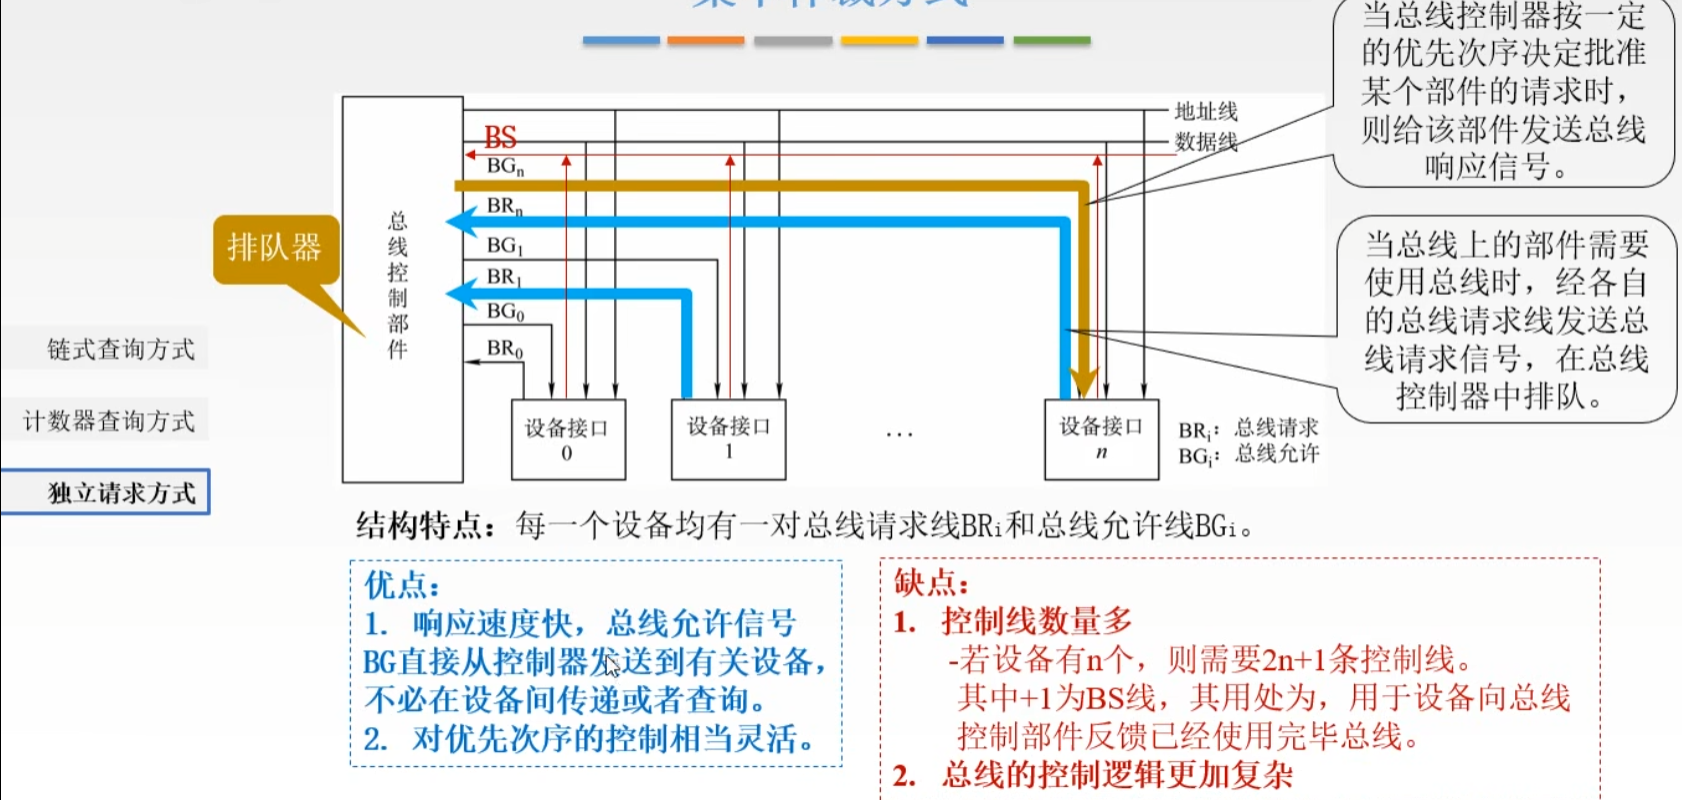 集中仲裁方式
当总线控制器按一定
的优先次序决定批准
某个部件的请求时，
则给该部件发送总线
响应信号。
地址线
BS
数据线
BGn
BRn
总线控制部件
排队器
BG1
BR1
BG0
BR0
当总线上的部件需要
使用总线时，经各自
的总线请求线发送总
线请求信号，在总线
控制器中排队。
链式查询方式
计数器查询方式
独立请求方式
设备接口
0
设备接口
1
...
设备接口
n
BRi：总线请求
BGi：总线允许
结构特点：每一个设备均有一对总线请求线BRi和总线允许线BGi。
优点：
1. 响应速度快，总线允许信号
BG直接从控制器发送到有关设备，
不必在设备间传递或者查询。
2. 对优先次序的控制相当灵活。
缺点：
1. 控制线数量多
-若设备有n个，则需要2n+1条控制线。
其中+1为BS线，其用处为，用于设备向总线
控制部件反馈已经使用完毕总线。
2. 总线的控制逻辑更加复杂